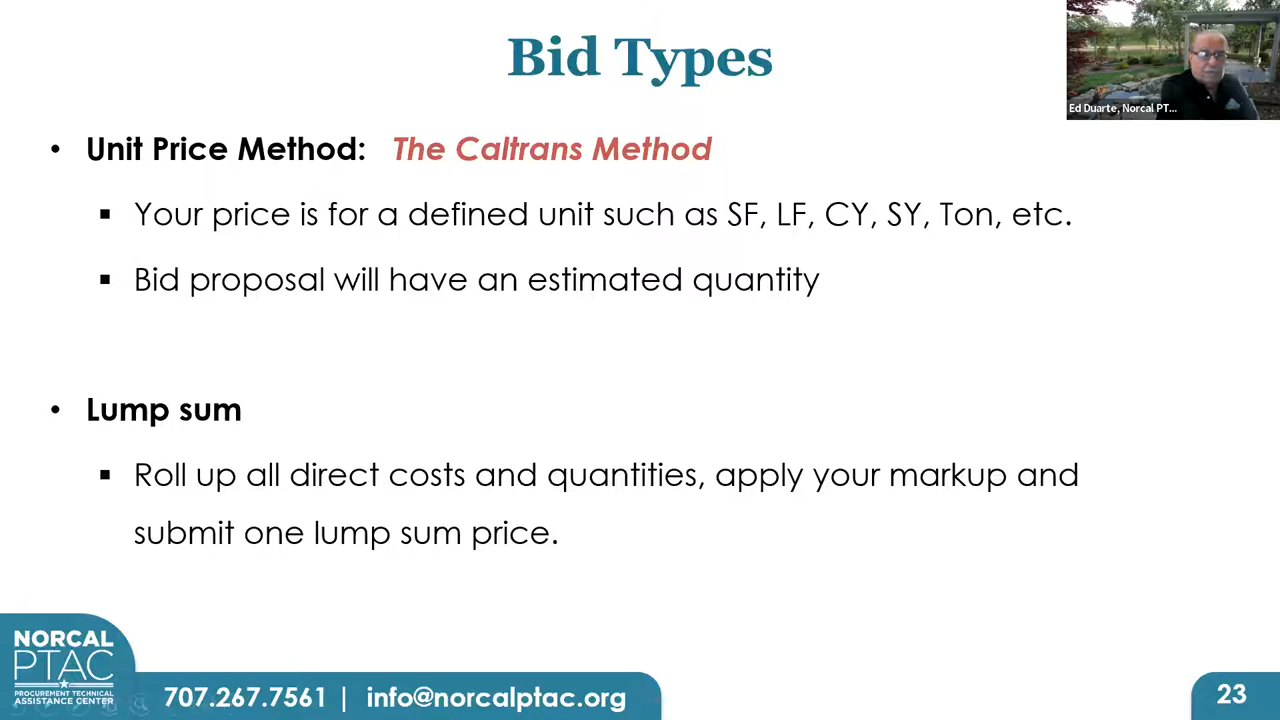 Bid Types
Ed Duarte, Norcal PT...
• Unit Price Method: The Caltrans Method
▪ Your price is for a defined unit such as SF, LF, CY, SY, Ton, etc.
▪ Bid proposal will have an estimated quantity
• Lump sum
▪ Roll up all direct costs and quantities, apply your markup and
submit one lump sum price.
NORCAL
PTAC
PROCUREMENT TECHNICAL
ASSISTANCE CENTER
707.267.7561 | info@norcalptac.org
23